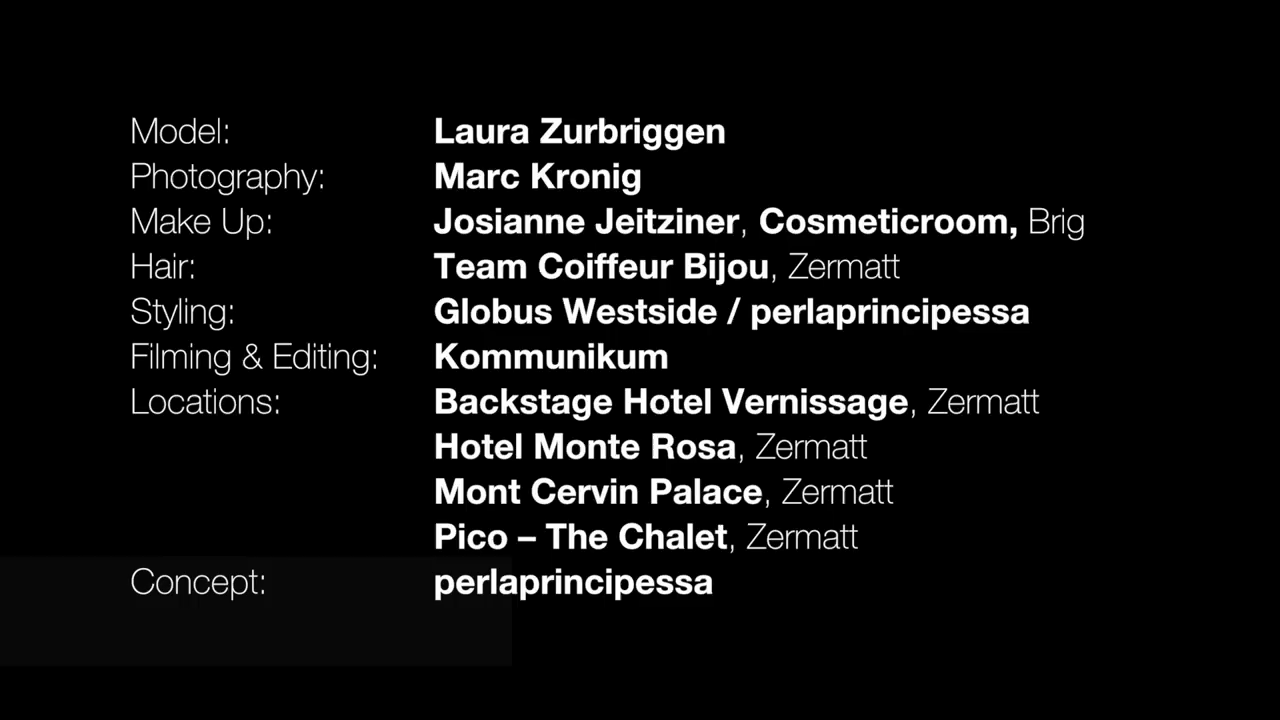 Model: Laura Zurbriggen
Photography: Marc Kronig
Make Up: Josianne Jeitziner, Cosmeticroom, Brig
Hair: Team Coiffeur Bijou, Zermatt
Styling: Globus Westside / perlaprincipessa
Filming & Editing: Kommunikum
Locations: Backstage Hotel Vernissage, Zermatt
Hotel Monte Rosa, Zermatt
Mont Cervin Palace, Zermatt
Pico – The Chalet, Zermatt
Concept: perlaprincipessa